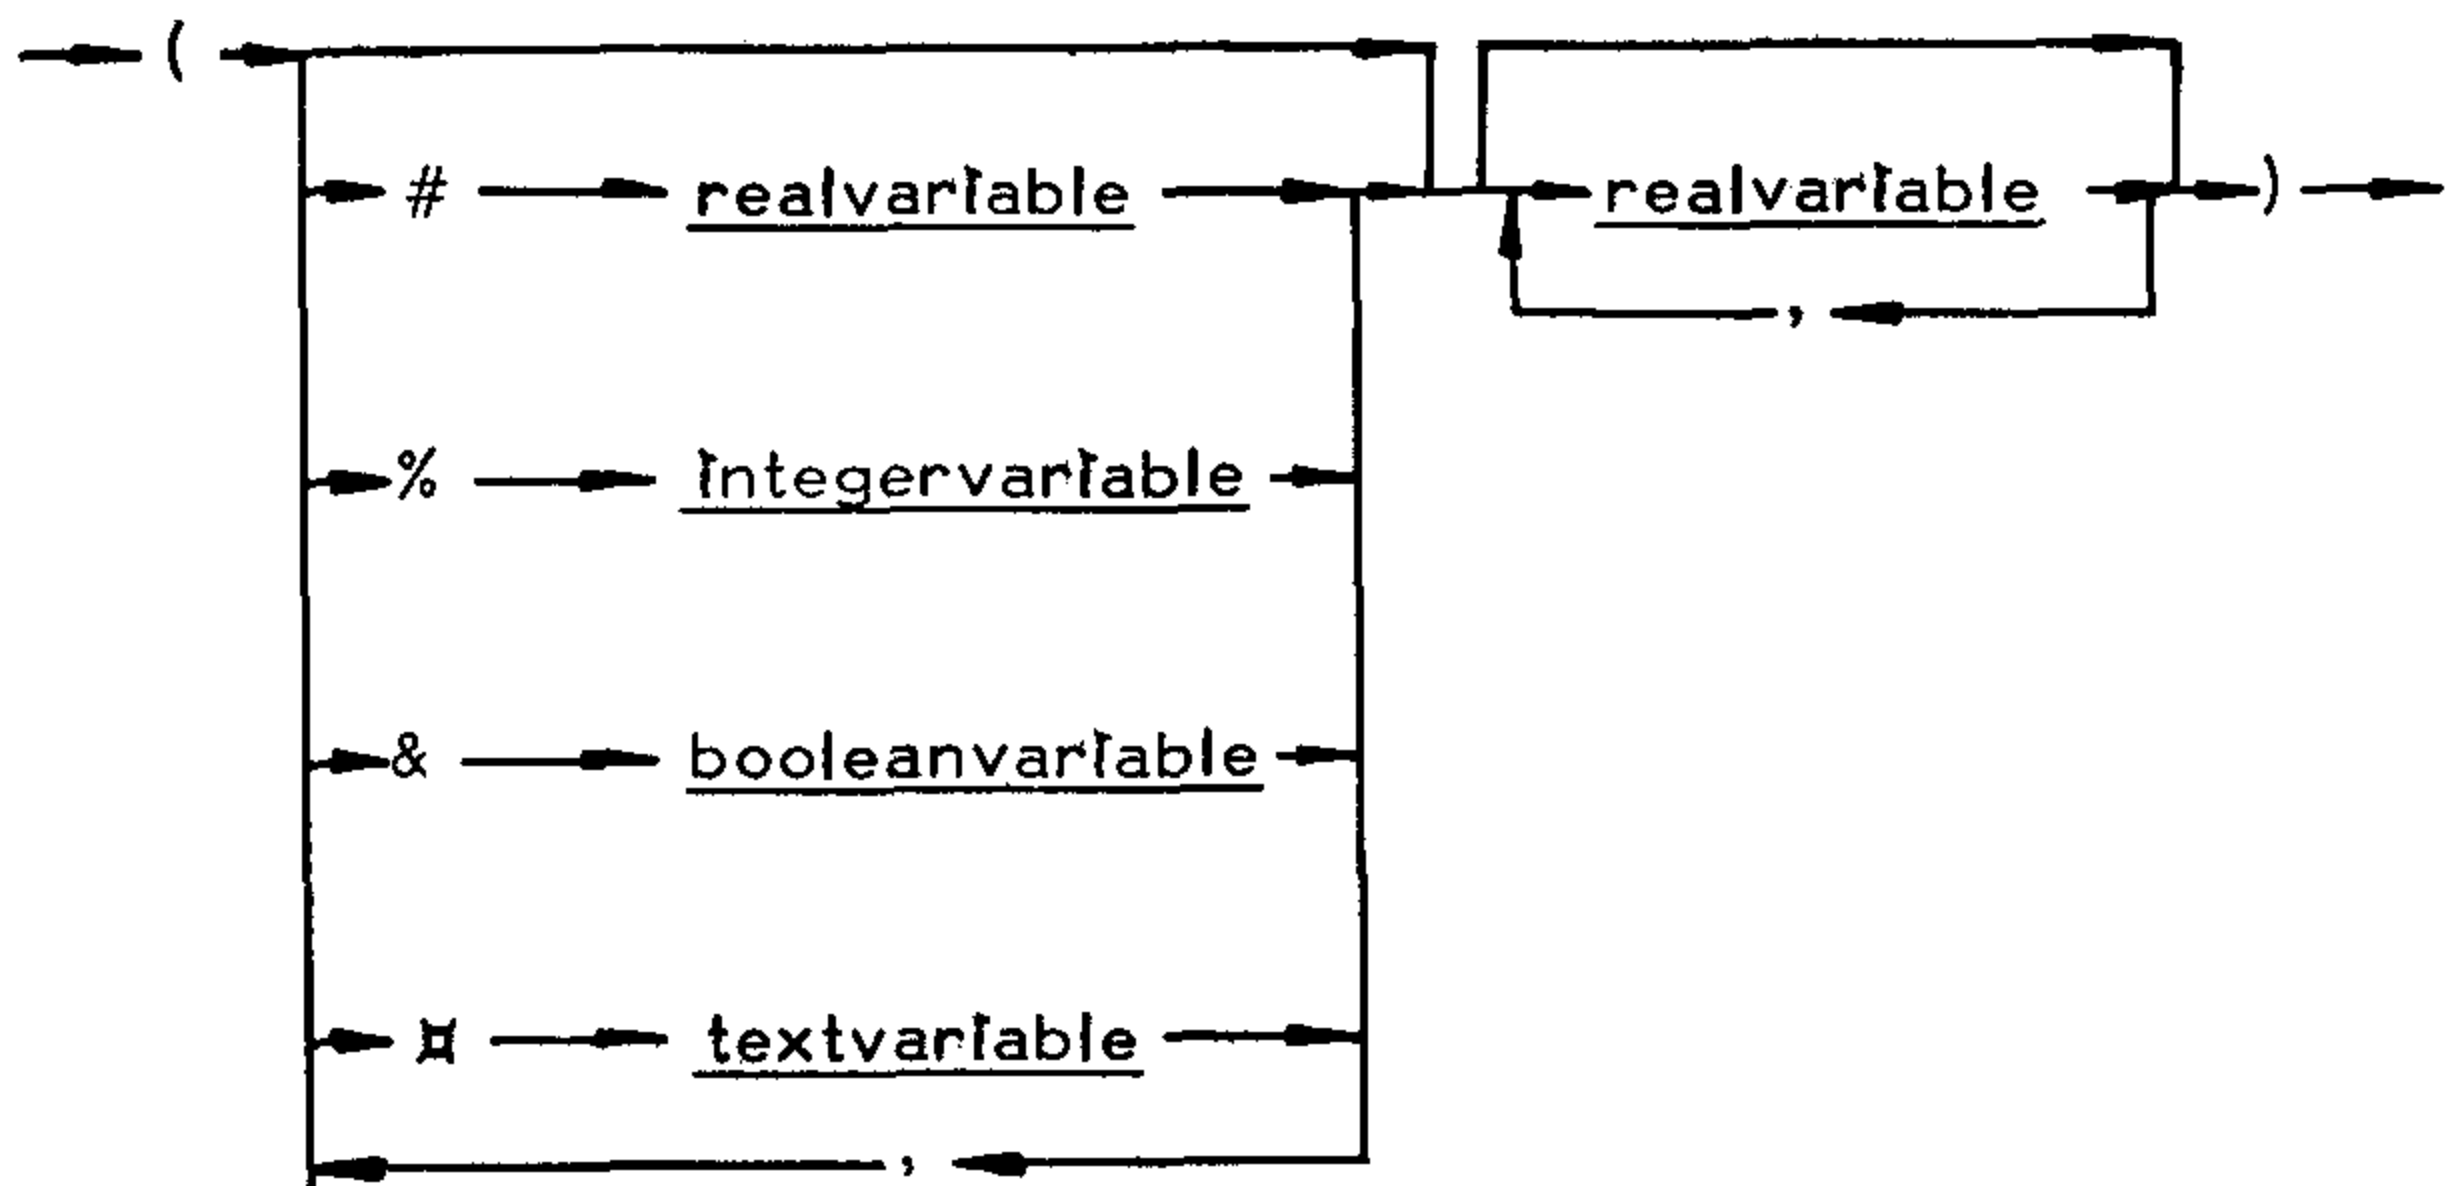 (
# realvariable realvariable )
,
% integervariable
& booleanvariable
¤ textvariable
,